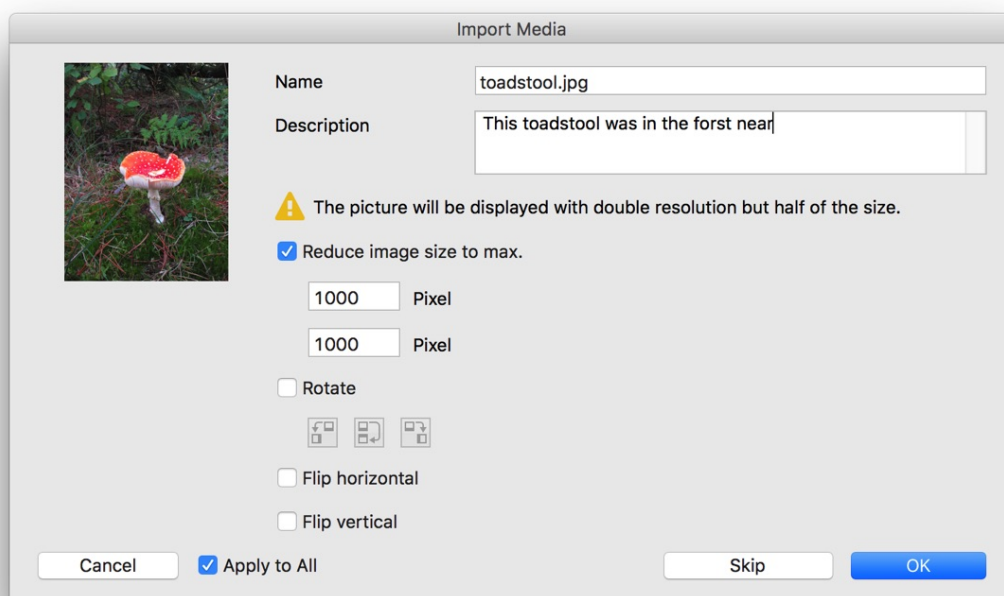 Import Media
Name
toadstool.jpg
Description
This toadstool was in the forst near
The picture will be displayed with double resolution but half of the size.
Reduce image size to max.
1000 Pixel
1000 Pixel
Rotate
Flip horizontal
Flip vertical
Cancel
Apply to All
Skip
OK